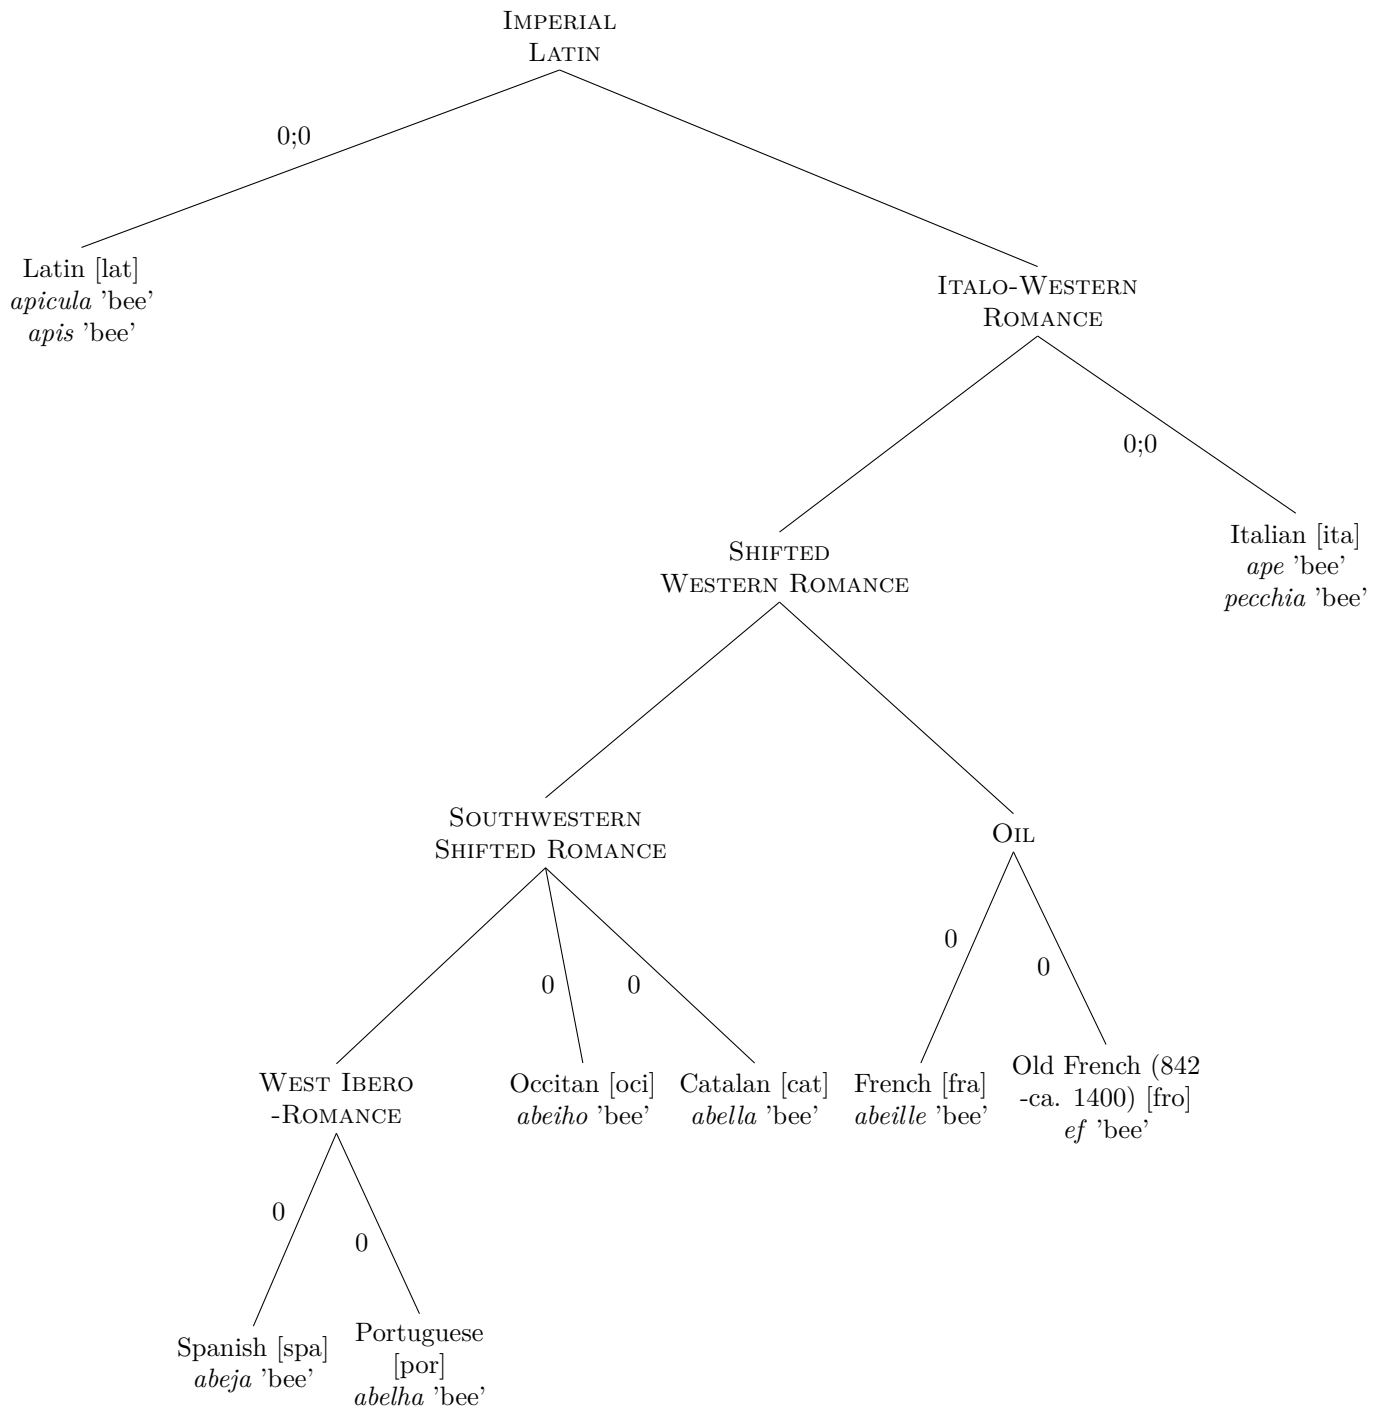 IMPERIAL
LATIN
0;0
Latin [lat]
apicula 'bee'
apis 'bee'
ITALO-WESTERN
ROMANCE
0;0
Italian [ita]
ape 'bee'
pecchia 'bee'
SHIFTED
WESTERN ROMANCE
SOUTHWESTERN
SHIFTED ROMANCE
OIL
0
0
0
0
WEST IBERO
-ROMANCE
Occitan [oci]
abeiho 'bee'
Catalan [cat]
abella 'bee'
French [fra]
abeille 'bee'
Old French (842
-ca. 1400) [fro]
ef 'bee'
0
0
Spanish [spa]
abeja 'bee'
Portuguese
[por]
abelha 'bee'